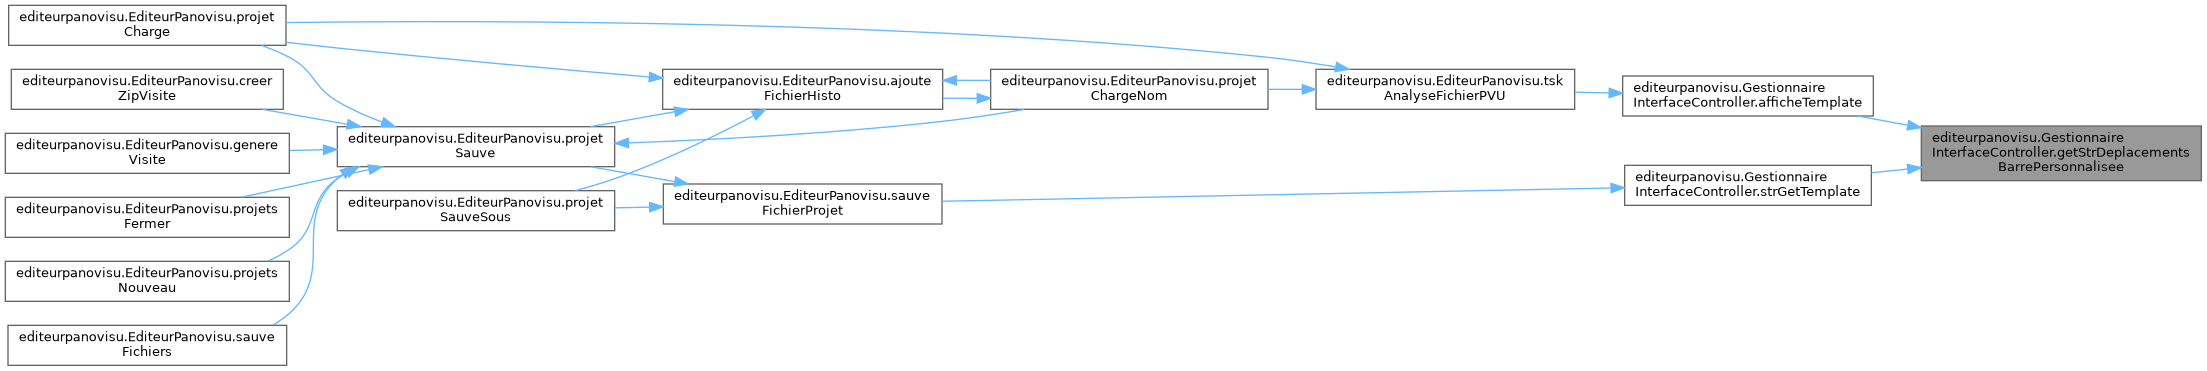 editeurpanovisu.EditeurPanovisu.projet
Charge
editeurpanovisu.EditeurPanovisu.creer
ZipVisite
editeurpanovisu.EditeurPanovisu.genere
Visite
editeurpanovisu.EditeurPanovisu.projets
Fermer
editeurpanovisu.EditeurPanovisu.projets
Nouveau
editeurpanovisu.EditeurPanovisu.sauve
Fichiers
editeurpanovisu.EditeurPanovisu.projet
Sauve
editeurpanovisu.EditeurPanovisu.projet
SauveSous
editeurpanovisu.EditeurPanovisu.ajoute
FichierHisto
editeurpanovisu.EditeurPanovisu.sauve
FichierProjet
editeurpanovisu.EditeurPanovisu.projet
ChargeNom
editeurpanovisu.EditeurPanovisu.tsk
AnalyseFichierPVU
editeurpanovisu.Gestionnaire
InterfaceController.afficheTemplate
editeurpanovisu.Gestionnaire
InterfaceController.strGetTemplate
editeurpanovisu.Gestionnaire
InterfaceController.getStrDeplacements
BarrePersonnalisee